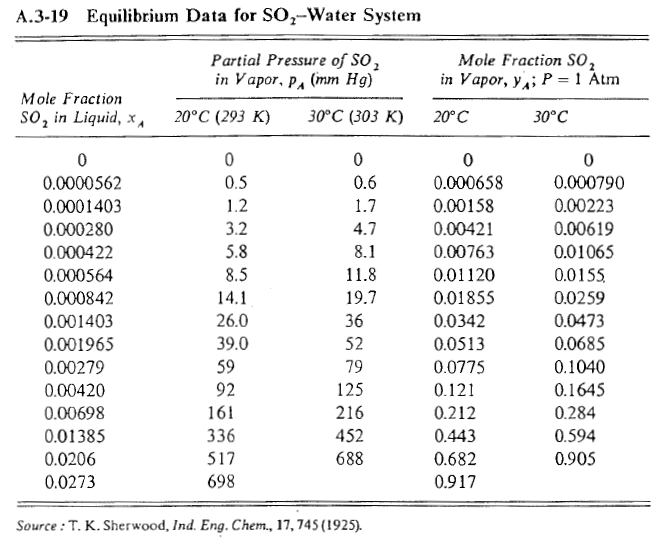 A.3-19 Equilibrium Data for SO₂–Water System
Partial Pressure of SO₂ Mole Fraction SO₂
in Vapor, pA (mm Hg) in Vapor, yA; P = 1 Atm
Mole Fraction
SO₂ in Liquid, xA 20°C (293 K) 30°C (303 K) 20°C 30°C
0 0 0 0 0
0.0000562 0.5 0.6 0.000658 0.000790
0.0001403 1.2 1.7 0.00158 0.00223
0.000280 3.2 4.7 0.00421 0.00619
0.000422 5.8 8.1 0.00763 0.01065
0.000564 8.5 11.8 0.01120 0.0155
0.000842 14.1 19.7 0.01855 0.0259
0.001403 26.0 36 0.0342 0.0473
0.001965 39.0 52 0.0513 0.0685
0.00279 59 79 0.0775 0.1040
0.00420 92 125 0.121 0.1645
0.00698 161 216 0.212 0.284
0.01385 336 452 0.443 0.594
0.0206 517 688 0.682 0.905
0.0273 698 0.917
Source : T. K. Sherwood, Ind. Eng. Chem., 17, 745 (1925).